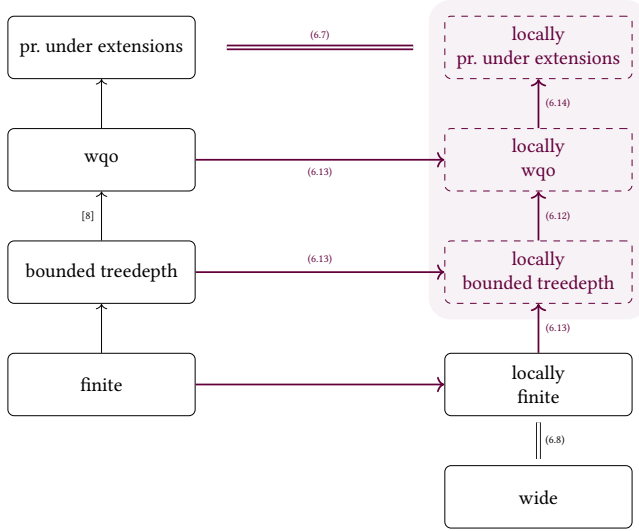 (6.7)
pr. under extensions
locally
pr. under extensions
(6.14)
wqo
locally
wqo
(6.13)
[8]
(6.12)
bounded treedepth
locally
bounded treedepth
(6.13)
(6.13)
finite
locally
finite
(6.8)
wide